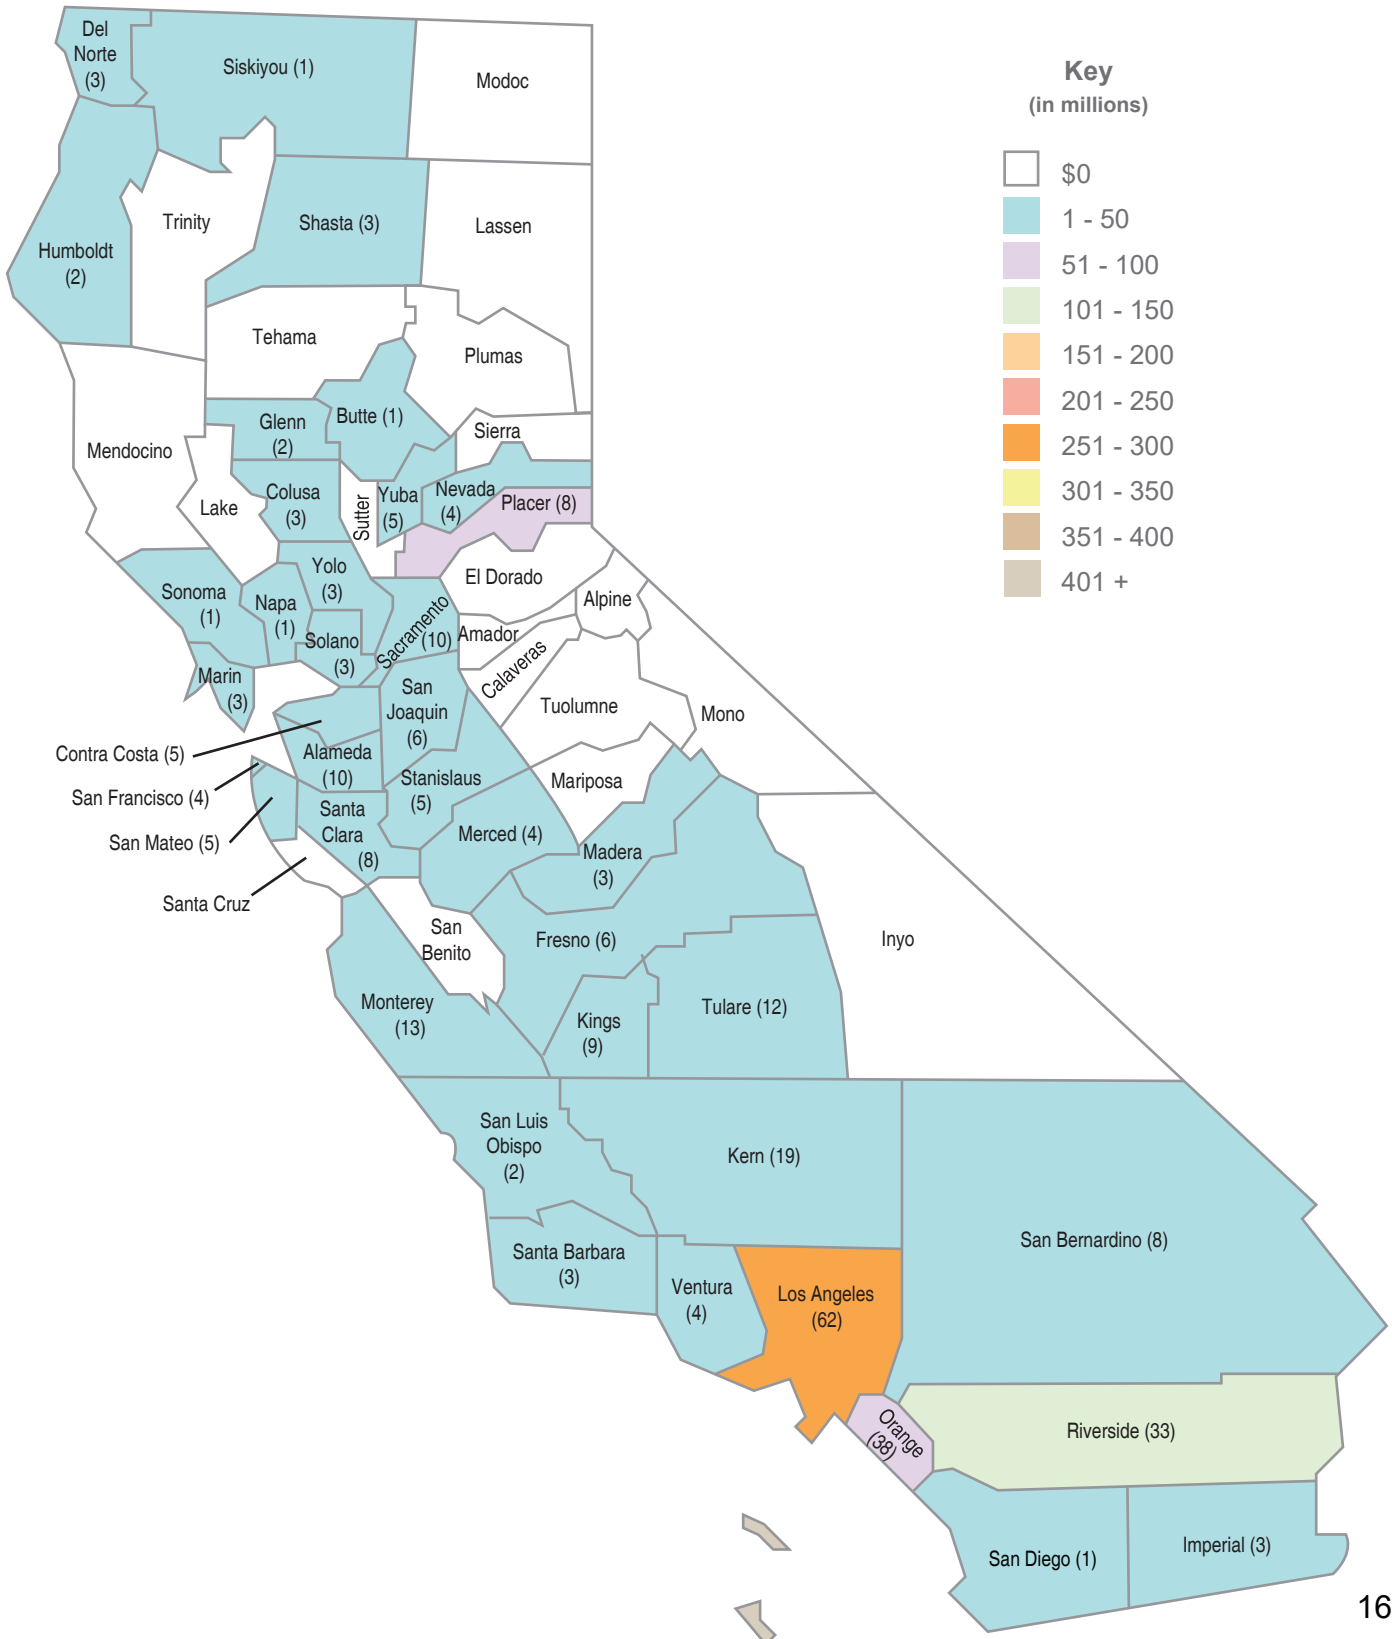 Del
Norte
(3)
Siskiyou (1)
Modoc
Key
(in millions)
$0
1 - 50
51 - 100
101 - 150
151 - 200
201 - 250
251 - 300
301 - 350
351 - 400
401 +
Trinity
Shasta (3)
Lassen
Humboldt
(2)
Tehama
Plumas
Glenn
(2)
Butte (1)
Sierra
Mendocino
Lake
Colusa
(3)
Sutter
Yuba
(5)
Nevada
(4)
Placer (8)
Sonoma
(1)
Napa
(1)
Yolo
(3)
Solano
(3)
Sacramento
(10)
El Dorado
Alpine
Amador
Calaveras
Marin
(3)
San
Joaquin
(6)
Tuolumne
Mono
Contra Costa (5)
Alameda
(10)
Stanislaus
(5)
Mariposa
San Francisco (4)
San Mateo (5)
Santa
Clara
(8)
Merced (4)
Madera
(3)
Santa Cruz
San
Benito
Fresno (6)
Inyo
Monterey
(13)
Kings
(9)
Tulare (12)
San Luis
Obispo
(2)
Kern (19)
San Bernardino (8)
Santa Barbara
(3)
Ventura
(4)
Los Angeles
(62)
Orange
(38)
Riverside (33)
San Diego (1)
Imperial (3)
16